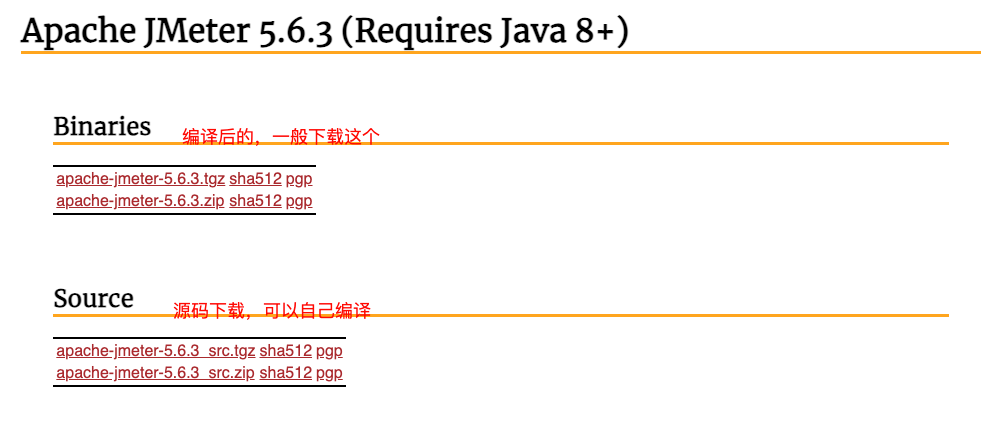 Apache JMeter 5.6.3 (Requires Java 8+)
Binaries
编译后的，一般下载这个
apache-jmeter-5.6.3.tgz sha512 pgp
apache-jmeter-5.6.3.zip sha512 pgp
Source
源码下载，可以自己编译
apache-jmeter-5.6.3_src.tgz sha512 pgp
apache-jmeter-5.6.3_src.zip sha512 pgp